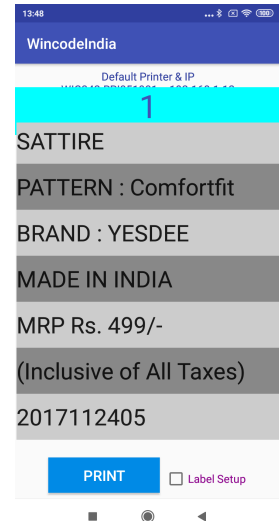 13:48
100
WincodeIndia
Default Printer & IP
1
SATTIRE
PATTERN : Comfortfit
BRAND : YESDEE
MADE IN INDIA
MRP Rs. 499/-
(Inclusive of All Taxes)
2017112405
PRINT
Label Setup